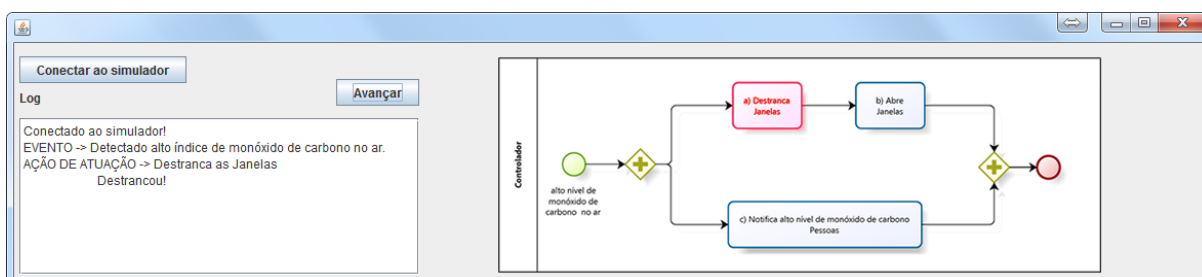 Conectar ao simulador
Log
Avançar
Conectado ao simulador!
EVENTO -> Detectado alto índice de monóxido de carbono no ar.
AÇÃO DE ATUAÇÃO -> Destranca as Janelas
Destrancou!
Controlador
alto nível de
monóxido de
carbono no ar
a) Destranca
Janelas
b) Abre
Janelas
c) Notifica alto nível de monóxido de carbono
Pessoas